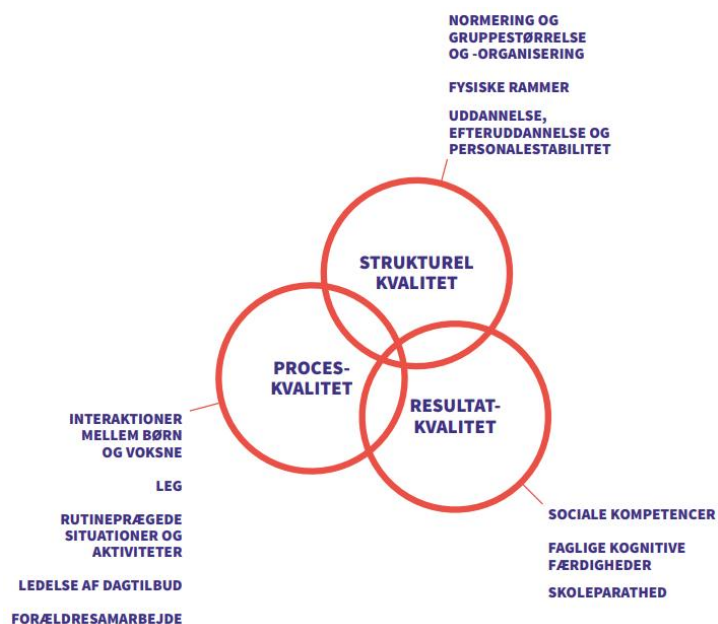 NORMERING OG
GRUPPESTØRRELSE
OG -ORGANISERING
FYSISKE RAMMER
UDDANNELSE,
EFTERUDDANNELSE OG
PERSONALESTABILITET
STRUKTUREL
KVALITET
PROCES-
KVALITET
RESULTAT-
KVALITET
INTERAKTIONER
MELLEM BØRN
OG VOKSNE
LEG
RUTINEPRÆGEDE
SITUATIONER OG
AKTIVITETER
LEDELSE AF DAGTILBUD
FORÆLDRESAMARBEJDE
SOCIALE KOMPETENCER
FAGLIGE KOGNITIVE
FÆRDIGHEDER
SKOLEPARATHED